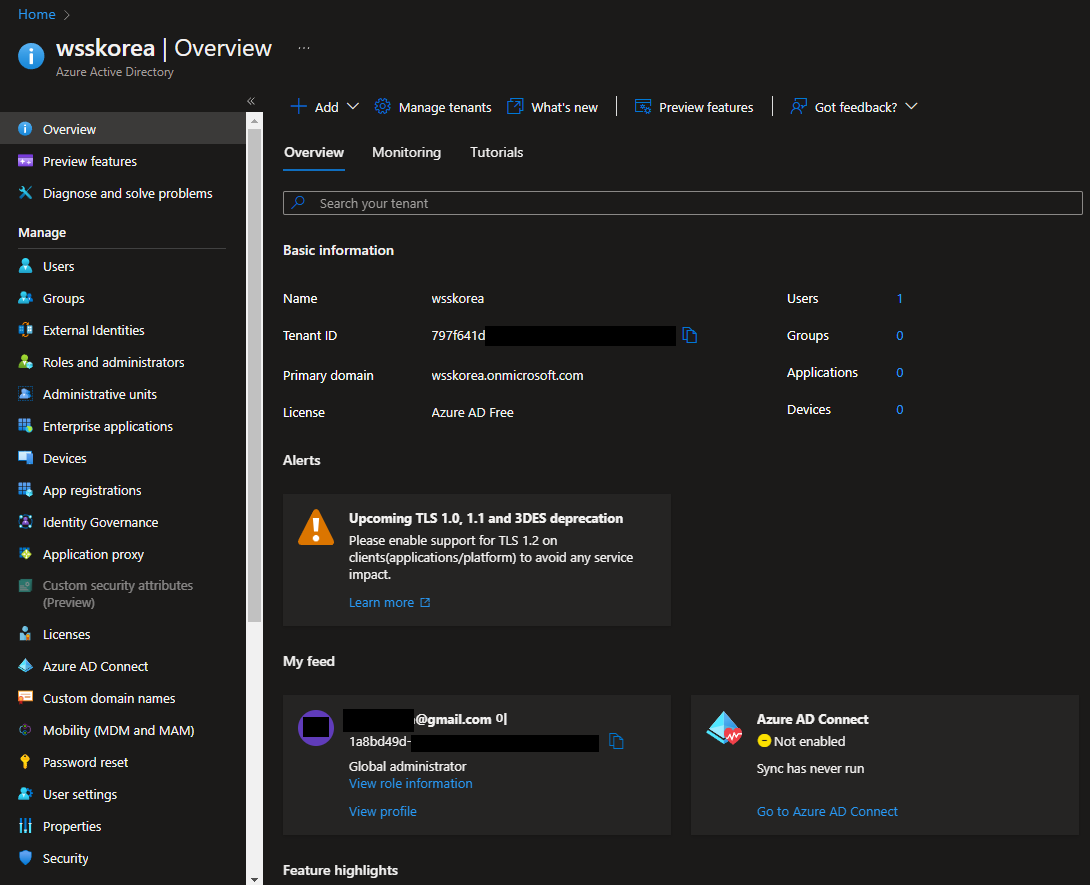 Home
wsskorea | Overview
...
Azure Active Directory
«
Overview
Preview features
Diagnose and solve problems
Manage
Users
Groups
External Identities
Roles and administrators
Administrative units
Enterprise applications
Devices
App registrations
Identity Governance
Application proxy
Custom security attributes
(Preview)
Licenses
Azure AD Connect
Custom domain names
Mobility (MDM and MAM)
Password reset
User settings
Properties
Security
Add
Manage tenants
What's new
Preview features
Got feedback?
Overview
Monitoring
Tutorials
Search your tenant
Basic information
Name
wsskorea
Users
1
Tenant ID
797f641d
Groups
0
Primary domain
wsskorea.onmicrosoft.com
Applications
0
License
Azure AD Free
Devices
0
Alerts
Upcoming TLS 1.0, 1.1 and 3DES deprecation
Please enable support for TLS 1.2 on
clients(applications/platform) to avoid any service
impact.
Learn more
My feed
@gmail.com 이
1a8bd49d-
Global administrator
View role information
View profile
Azure AD Connect
Not enabled
Sync has never run
Go to Azure AD Connect
Feature highlights